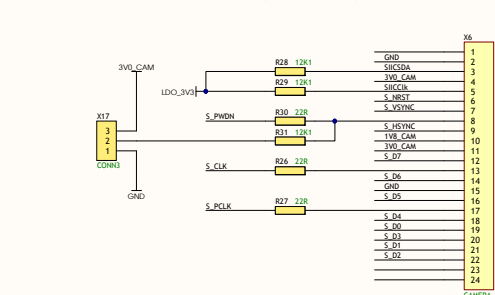 X6
R28 12K1
GND
1
2
3V0_CAM
SIICSDA
3
LDO_3V3
R29 12K1
3V0_CAM
4
SIICClk
5
S_NRST
6
S_PWDN
R30 22R
S_VSYNC
7
8
X17
3
2
1
CONN3
R31 12K1
S_HSYNC
9
1V8_CAM
10
3V0_CAM
11
S_CLK
R26 22R
S_D7
12
13
S_D6
14
GND
GND
15
S_PCLK
R27 22R
S_D5
16
17
S_D4
18
S_D0
19
S_D3
20
S_D1
21
S_D2
22
23
24